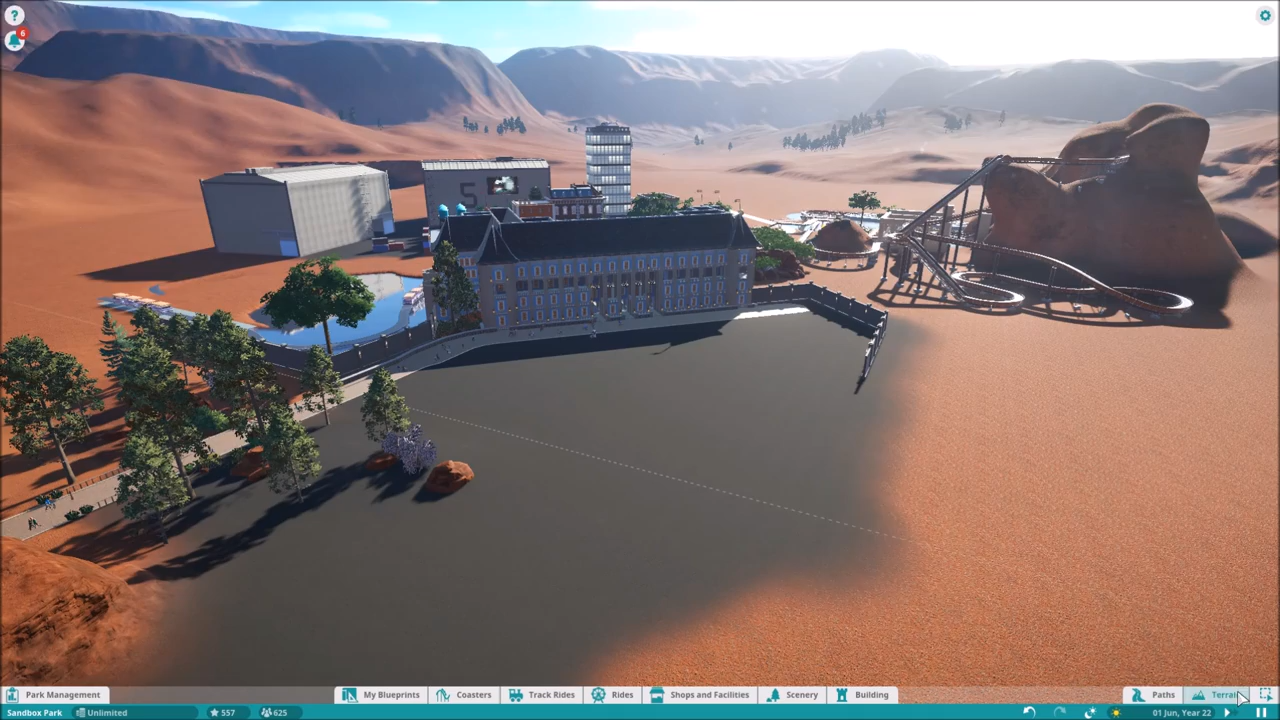 ?
6
5
Park Management
My Blueprints
Coasters
Track Rides
Rides
Shops and Facilities
Scenery
Building
Paths
Terrain
Sandbox Park
Unlimited
557
625
01 Jun, Year 22